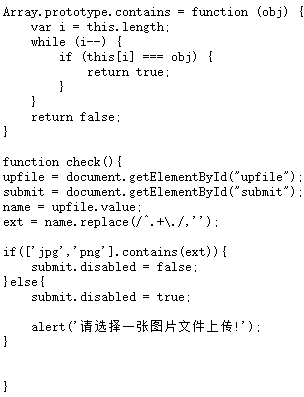 Array.prototype.contains = function (obj) {
    var i = this.length;
    while (i--) {
        if (this[i] === obj) {
            return true;
        }
    }
    return false;
}

function check(){
upfile = document.getElementById("upfile");
submit = document.getElementById("submit");
name = upfile.value;
ext = name.replace(/^.+\./,'');

if(['jpg','png'].contains(ext)){
    submit.disabled = false;
}else{
    submit.disabled = true;

    alert('请选择一张图片文件上传!');
}


}